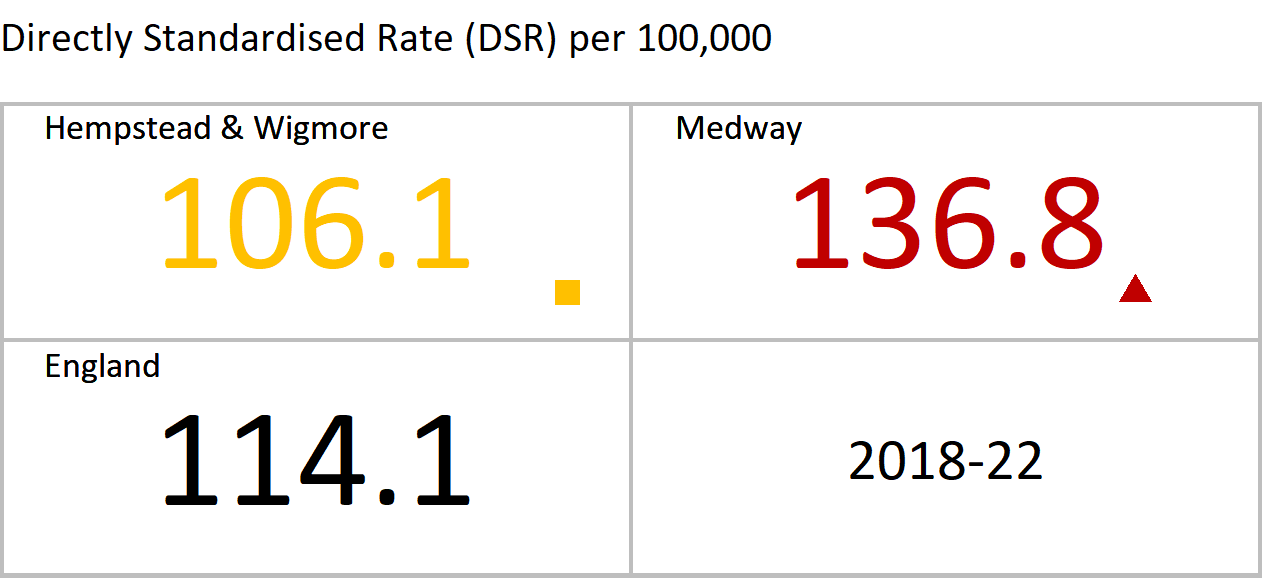 Directly Standardised Rate (DSR) per 100,000
Hempstead & Wigmore
106.1
Medway
136.8
England
114.1
2018-22